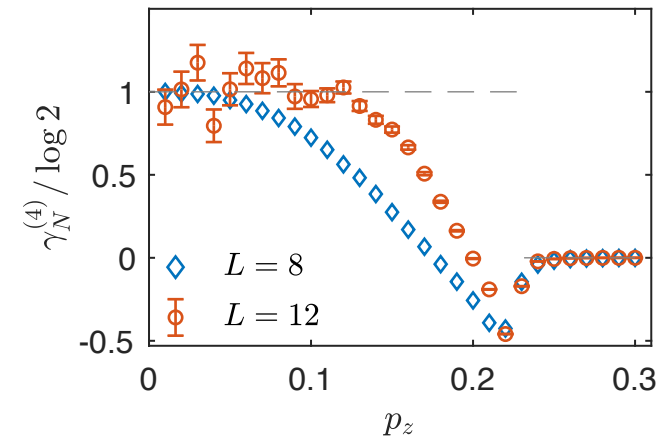 γ_N^{(4)} / log 2
1
0.5
0
-0.5
L = 8
L = 12
0 0.1 0.2 0.3
p_z